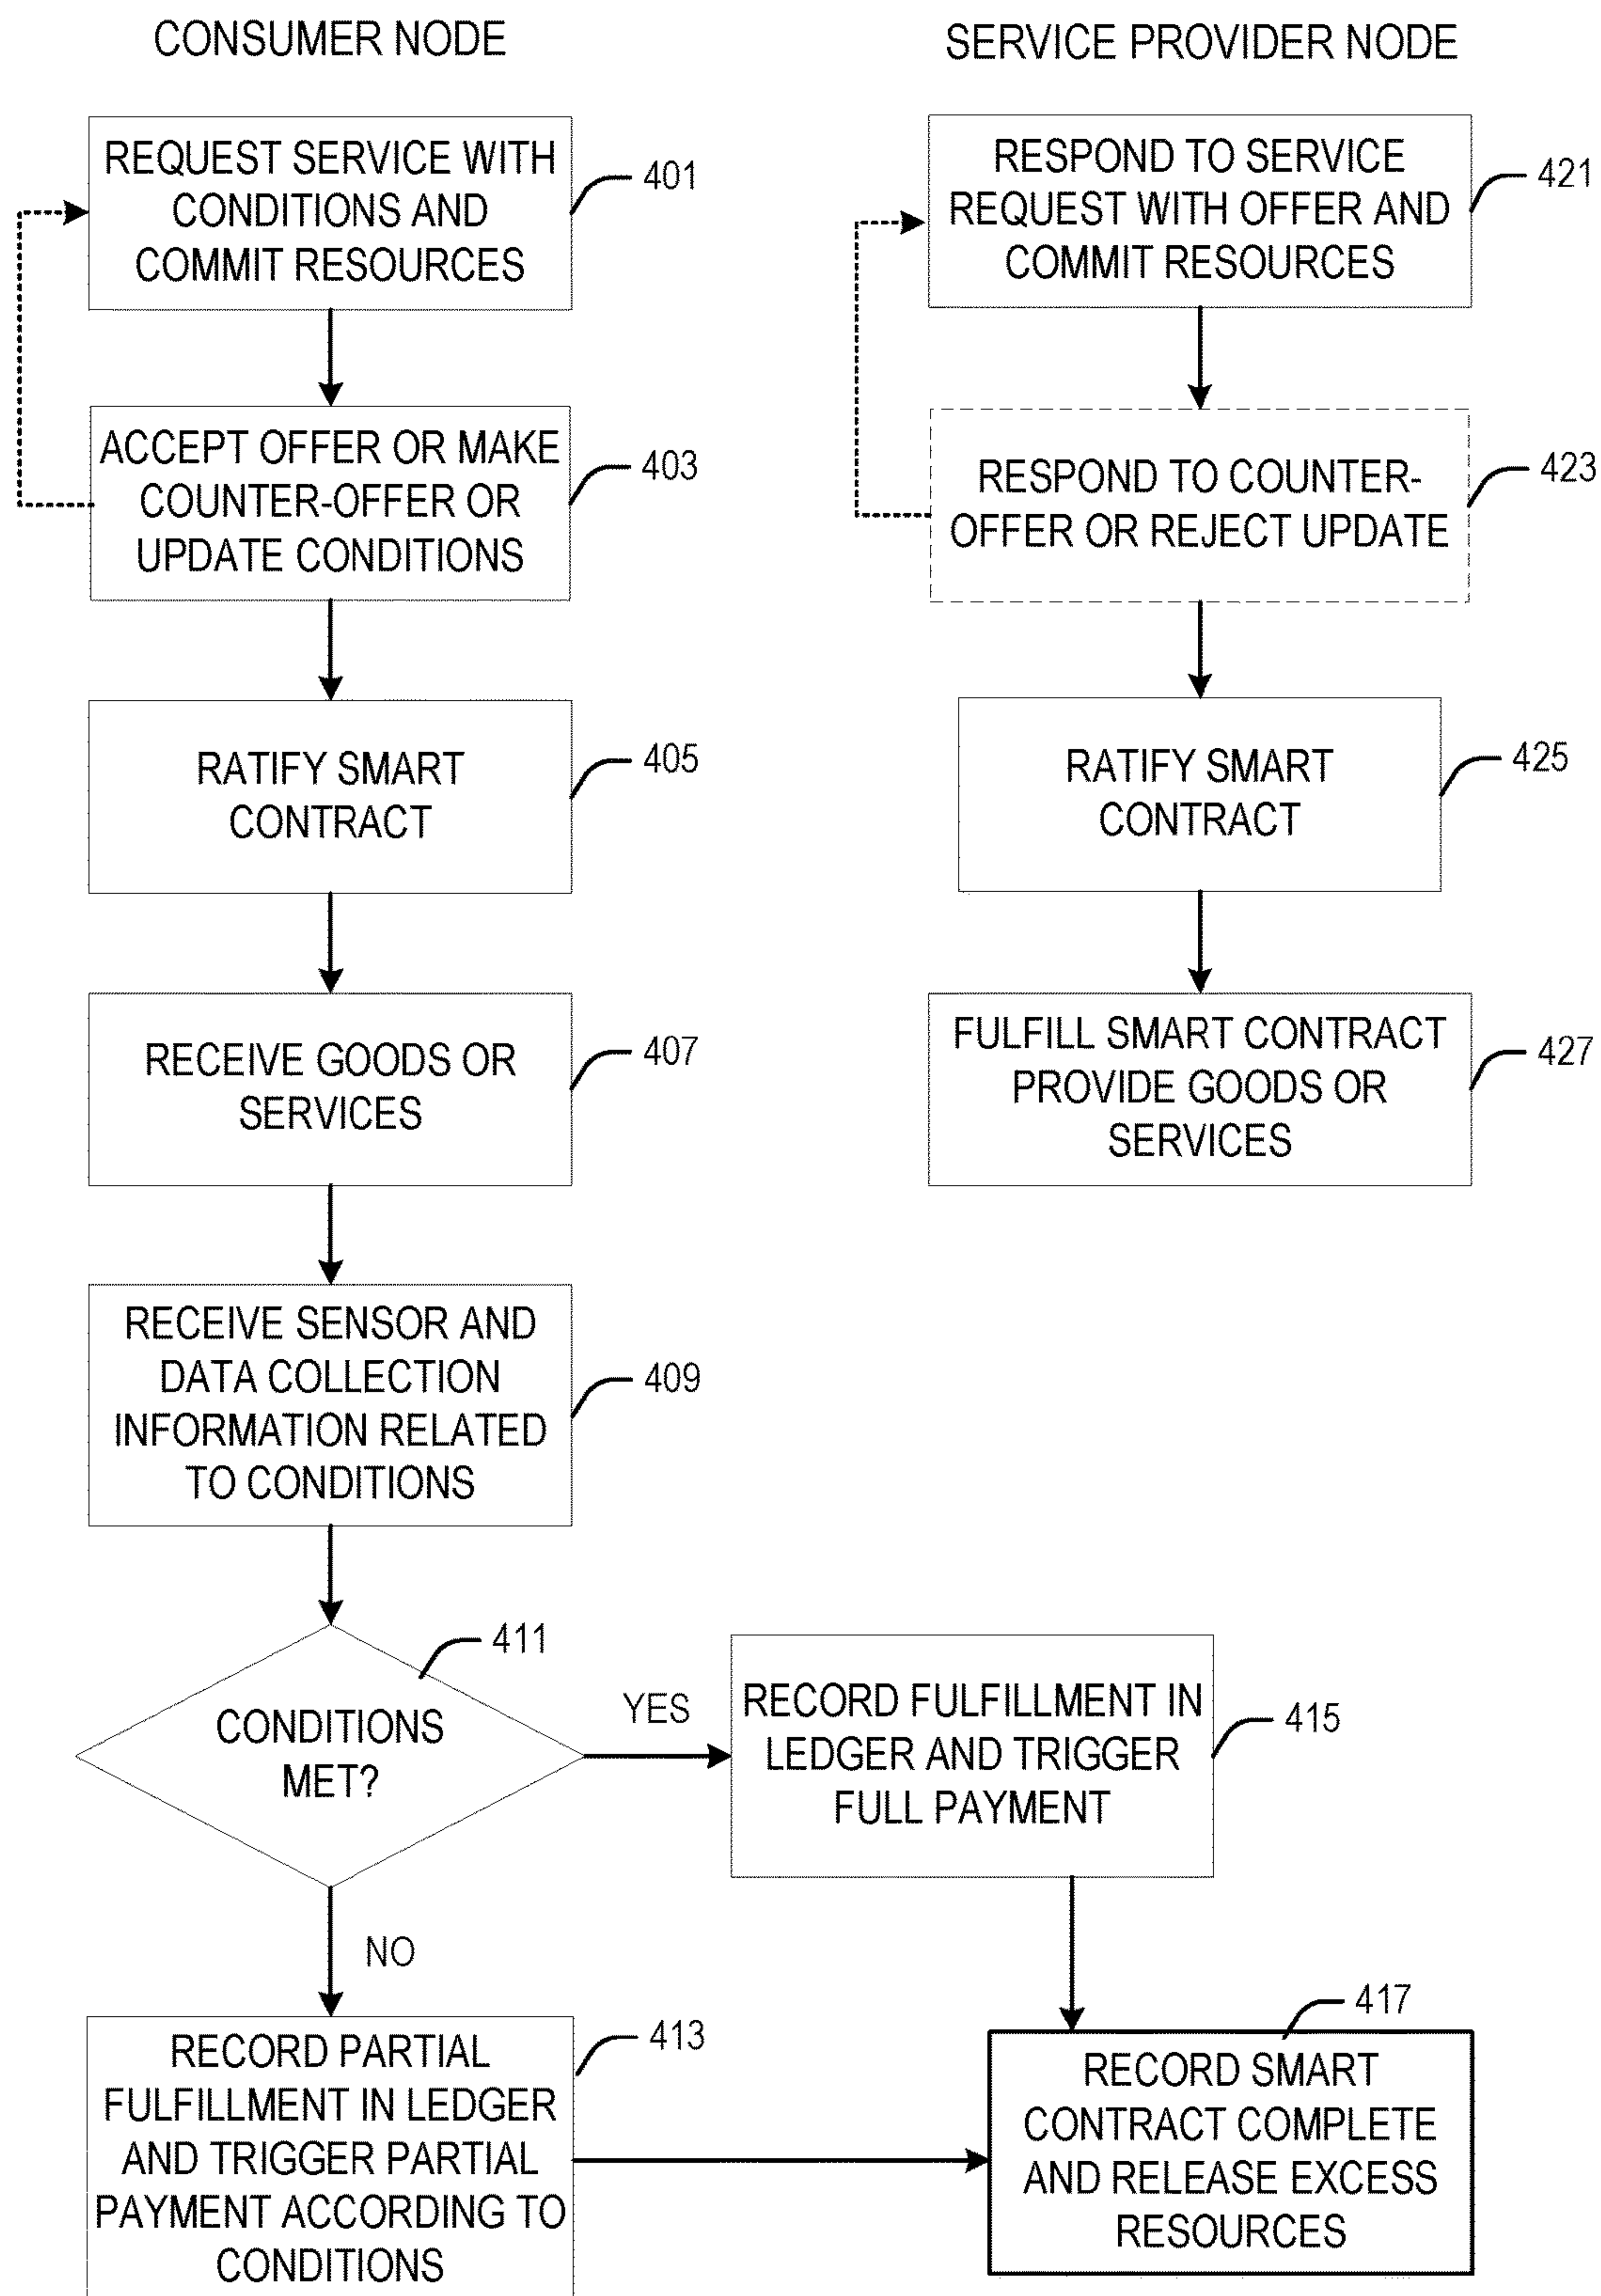 CONSUMER NODE
REQUEST SERVICE WITH
CONDITIONS AND
COMMIT RESOURCES
401
ACCEPT OFFER OR MAKE
COUNTER-OFFER OR
UPDATE CONDITIONS
403
RATIFY SMART
CONTRACT
405
RECEIVE GOODS OR
SERVICES
407
RECEIVE SENSOR AND
DATA COLLECTION
INFORMATION RELATED
TO CONDITIONS
409
CONDITIONS
MET?
411
YES
NO
RECORD PARTIAL
FULFILLMENT IN LEDGER
AND TRIGGER PARTIAL
PAYMENT ACCORDING TO
CONDITIONS
413
RECORD FULFILLMENT IN
LEDGER AND TRIGGER
FULL PAYMENT
415
RECORD SMART
CONTRACT COMPLETE
AND RELEASE EXCESS
RESOURCES
417
SERVICE PROVIDER NODE
RESPOND TO SERVICE
REQUEST WITH OFFER AND
COMMIT RESOURCES
421
RESPOND TO COUNTER-
OFFER OR REJECT UPDATE
423
RATIFY SMART
CONTRACT
425
FULFILL SMART CONTRACT
PROVIDE GOODS OR
SERVICES
427